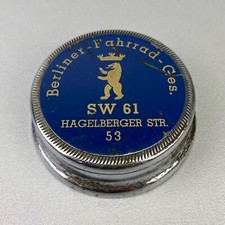 Berliner-Fahrrad-Ges.
SW 61
HAGELBERGER STR.
53